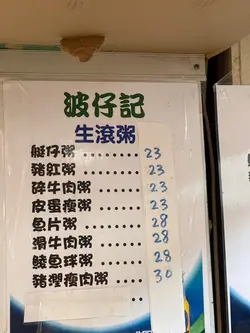 波仔記
生滾粥
艇仔粥 ........ 23
豬紅粥 ........ 23
碎牛肉粥 ...... 23
皮蛋瘦粥 ...... 23
魚片粥 ........ 28
滑牛肉粥 ...... 28
鯪魚球粥 ...... 28
豬潤瘦肉粥 .... 30